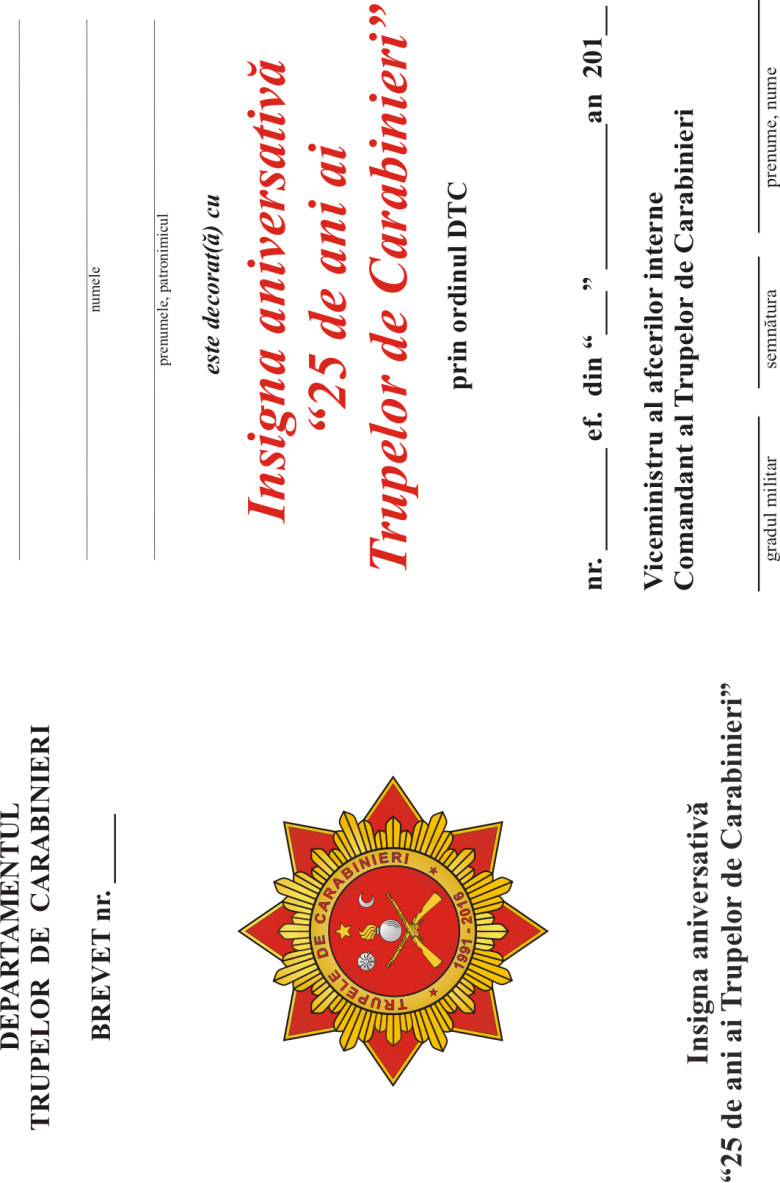 DEPARTAMENTUL
TRUPELOR DE CARABINIERI
BREVET nr. ____
TRUPELE DE CARABINIERI
1991 - 2016
Insigna aniversativă
“25 de ani ai Trupelor de Carabinieri”
numele
prenumele, patronimicul
este decorat(ă) cu
Insigna aniversativă
“25 de ani ai
Trupelor de Carabinieri”
prin ordinul DTC
nr. ______ ef. din “ ___ ” __________ an 201__
Viceministru al afcerilor interne
Comandant al Trupelor de Carabinieri
gradul militar semnătura prenume, nume